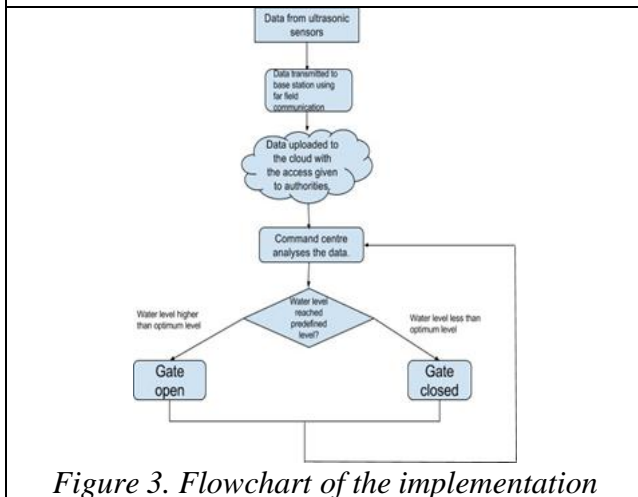 Data from ultrasonic
sensors
Data transmitted to
base station using
far field
communication
Data uploaded to
the cloud with
the access given
to authorities.
Command centre
analyses the data.
Water level
reached
predefined
level?
Water level higher
than optimum level
Water level less than
optimum level
Gate
open
Gate
closed
Figure 3. Flowchart of the implementation